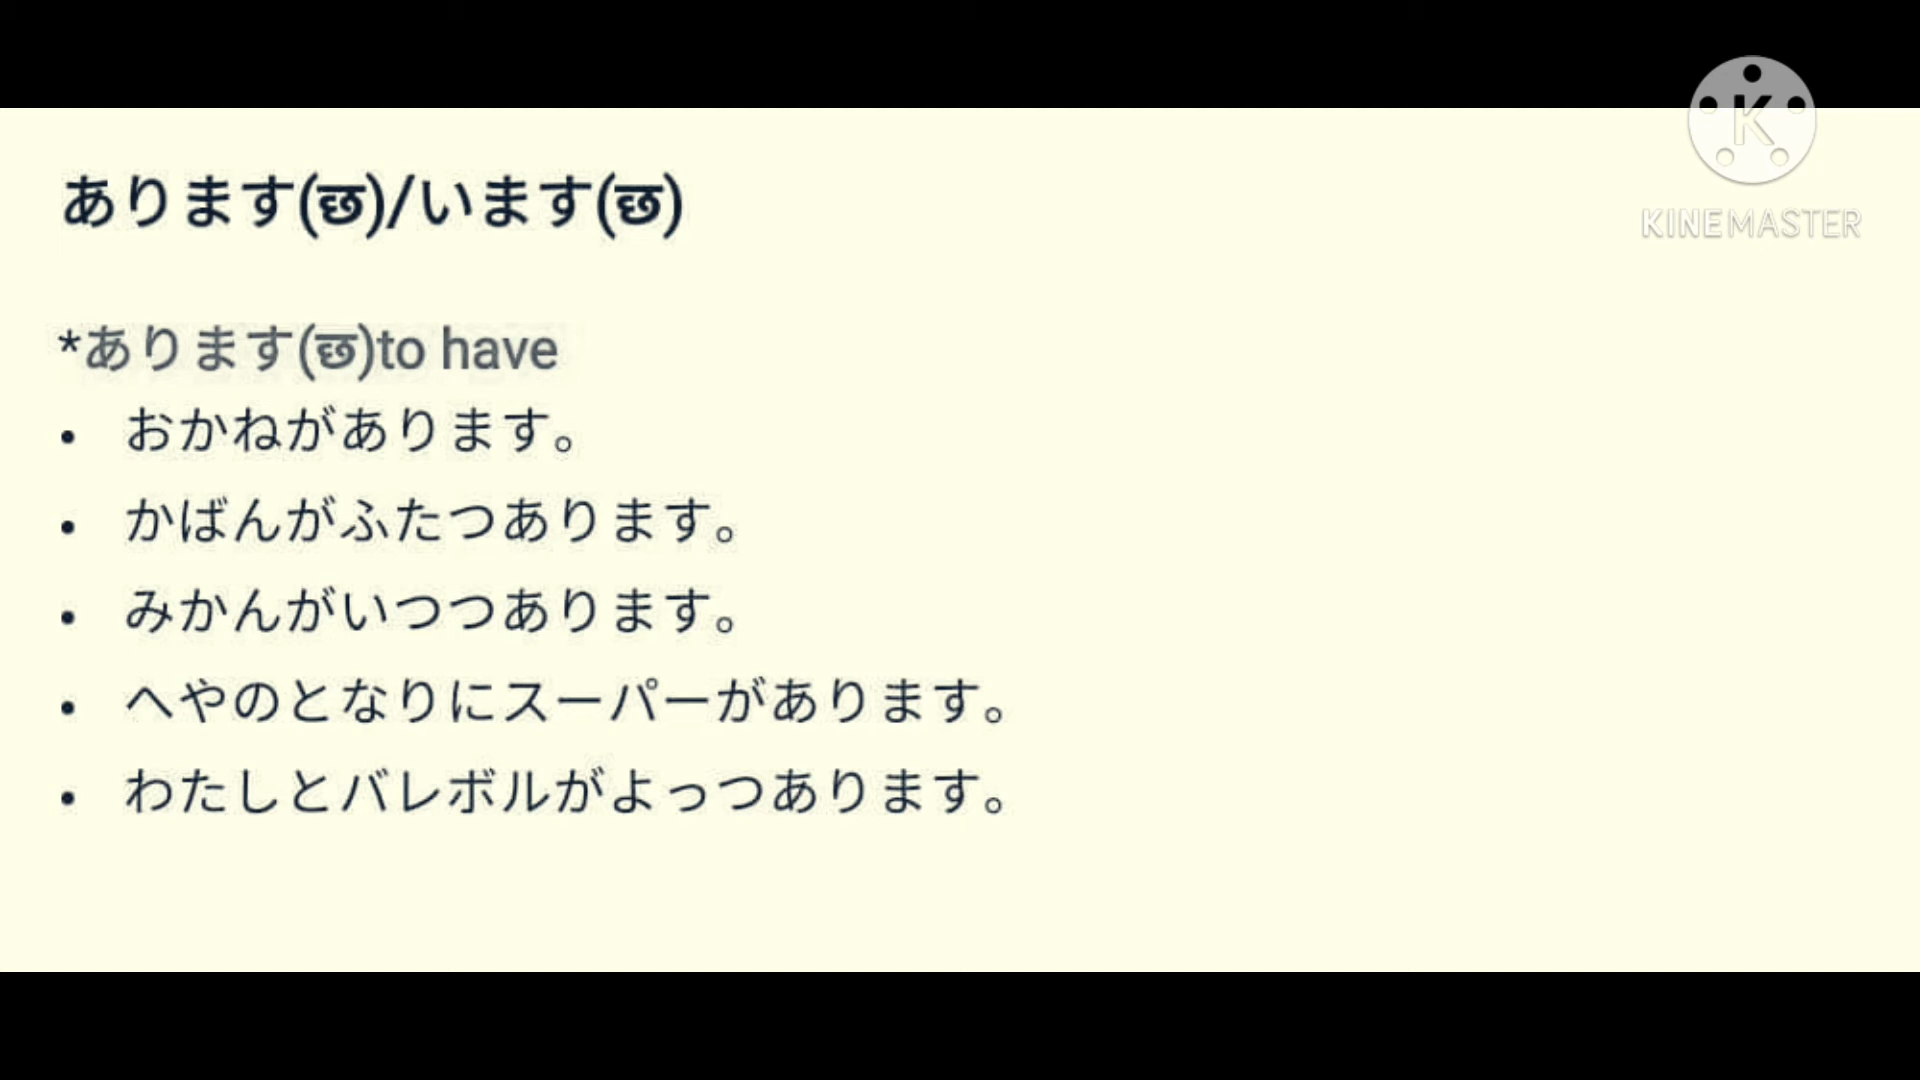 K
KINEMASTER
あります(छ)/います(छ)
*あります(छ)to have
• おかねがあります。
• かばんがふたつあります。
• みかんがいつつあります。
• へやのとなりにスーパーがあります。
• わたしとバレボルがよっつあります。